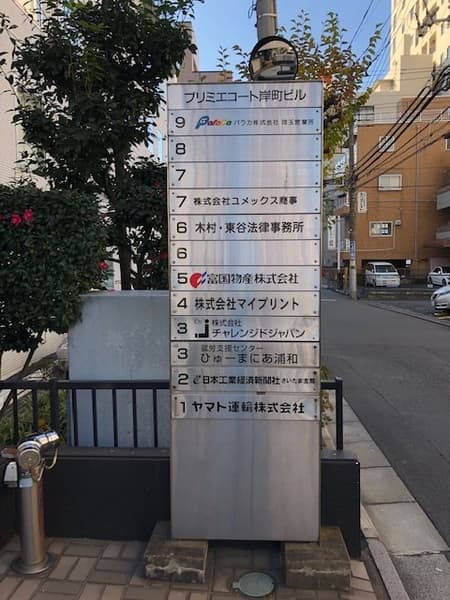 プリミエコート岸町ビル
9 Paraca パラカ株式会社 埼玉営業所
8
7
7 株式会社ユメックス商事
6 木村・東谷法律事務所
6
5 富国物産株式会社
4 株式会社マイプリント
3 株式会社
チャレンジドジャパン
3 就労支援センター
ひゅーまにあ浦和
2 日本工業経済新聞社 さいたま支局
1 ヤマト運輸株式会社